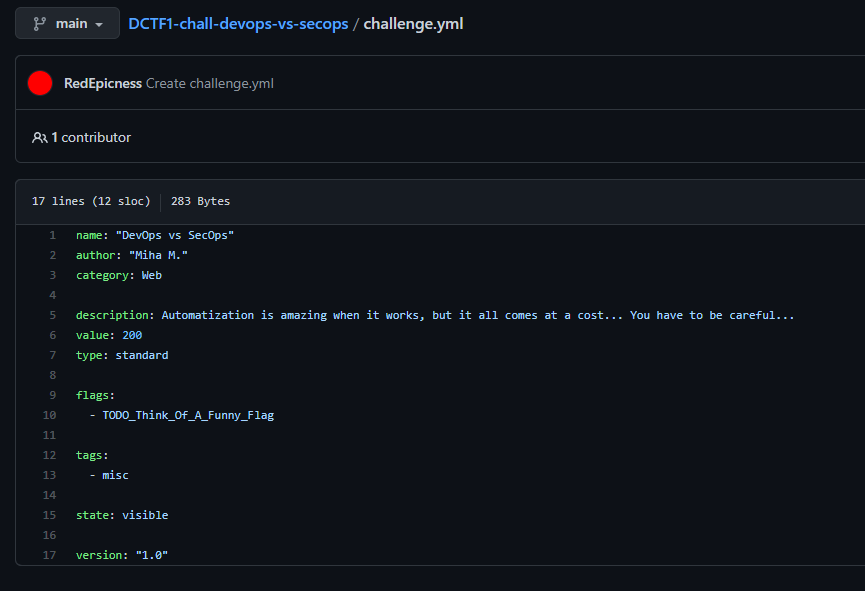 main
DCTF1-chall-devops-vs-secops / challenge.yml
RedEpicness Create challenge.yml
1 contributor
17 lines (12 sloc) 283 Bytes
1 name: "DevOps vs SecOps"
2 author: "Miha M."
3 category: Web
4
5 description: Automatization is amazing when it works, but it all comes at a cost... You have to be careful...
6 value: 200
7 type: standard
8
9 flags:
10 - TODO_Think_Of_A_Funny_Flag
11
12 tags:
13 - misc
14
15 state: visible
16
17 version: "1.0"